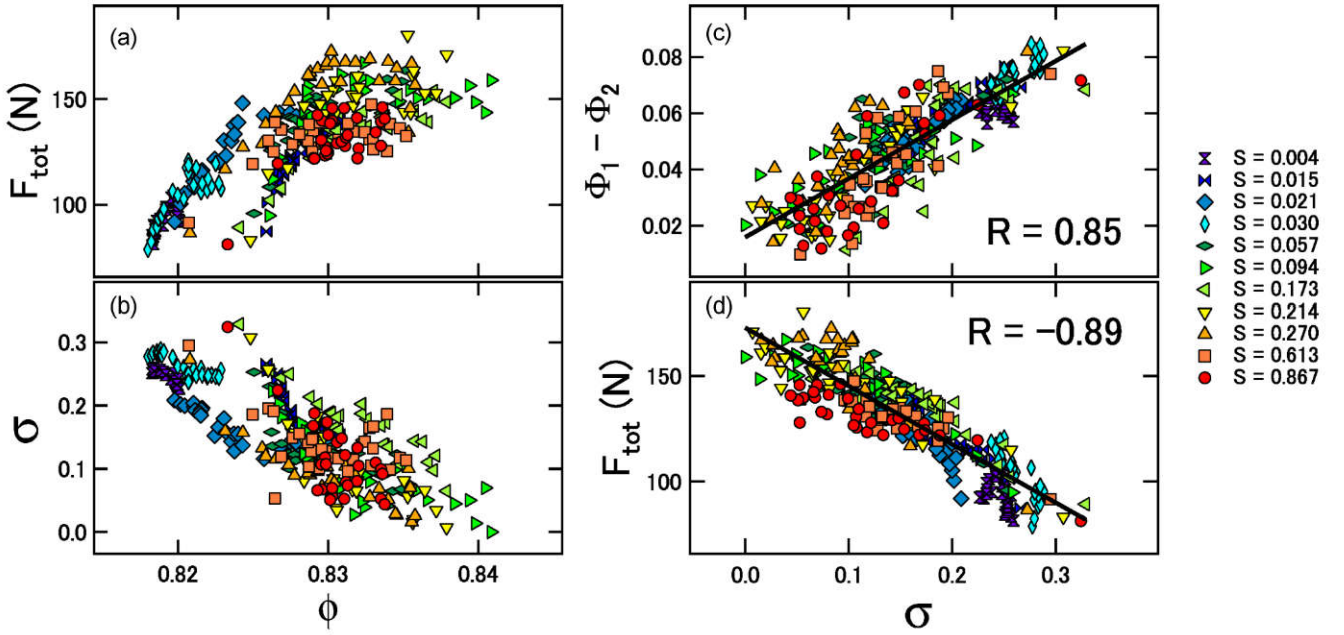 (a)
F_tot (N)
150
100
(b)
σ
0.3
0.2
0.1
0.0
0.82
0.83
0.84
ϕ
(c)
Φ₁ − Φ₂
0.08
0.06
0.04
0.02
R = 0.85
(d)
R = −0.89
F_tot (N)
150
100
0.0
0.1
0.2
0.3
σ
S = 0.004
S = 0.015
S = 0.021
S = 0.030
S = 0.057
S = 0.094
S = 0.173
S = 0.214
S = 0.270
S = 0.613
S = 0.867